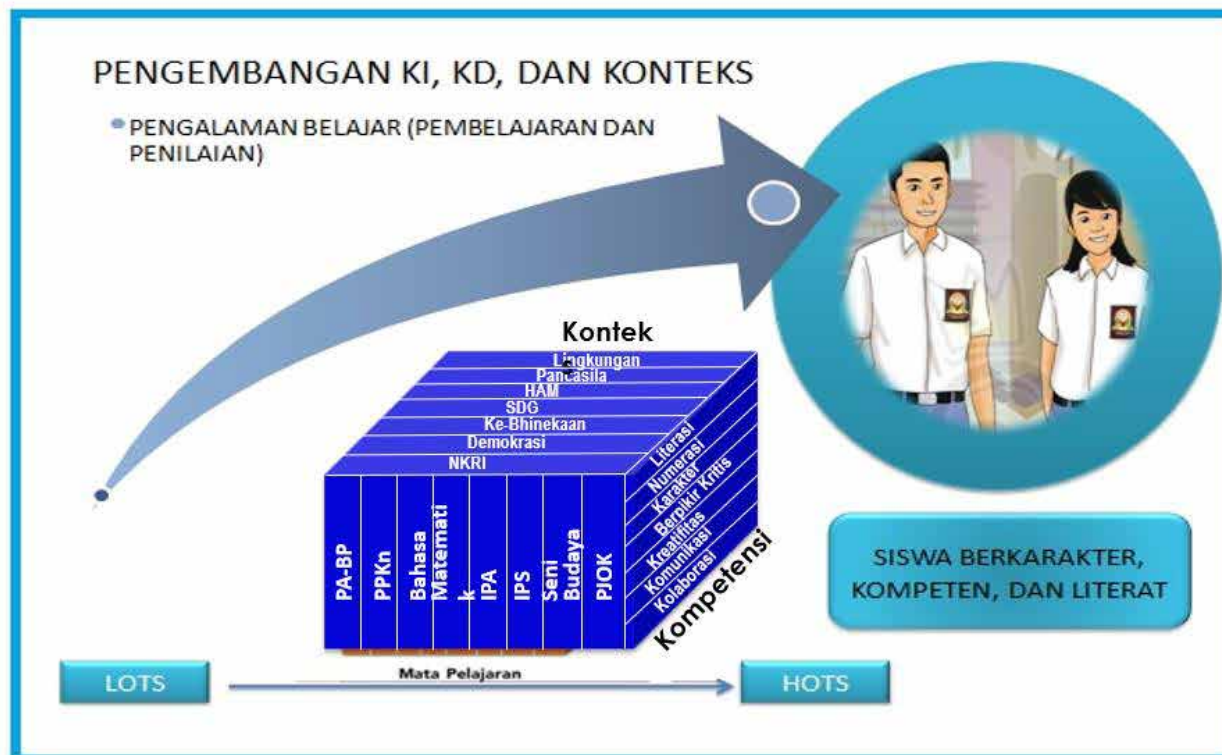 PENGEMBANGAN KI, KD, DAN KONTEKS
PENGALAMAN BELAJAR (PEMBELAJARAN DAN
PENILAIAN)
Kontek
Lingkungan
Pancasila
HAM
SDG
Ke-Bhinekaan
Demokrasi
NKRI
Literasi
Numerasi
Karakter
Berpikir Kritis
Kreatifitas
Komunikasi
Kolaborasi
Kompetensi
PA-BP
PPKn
Bahasa
Matemati
k
IPA
IPS
Seni
Budaya
PJOK
Mata Pelajaran
LOTS
HOTS
SISWA BERKARAKTER,
KOMPETEN, DAN LITERAT